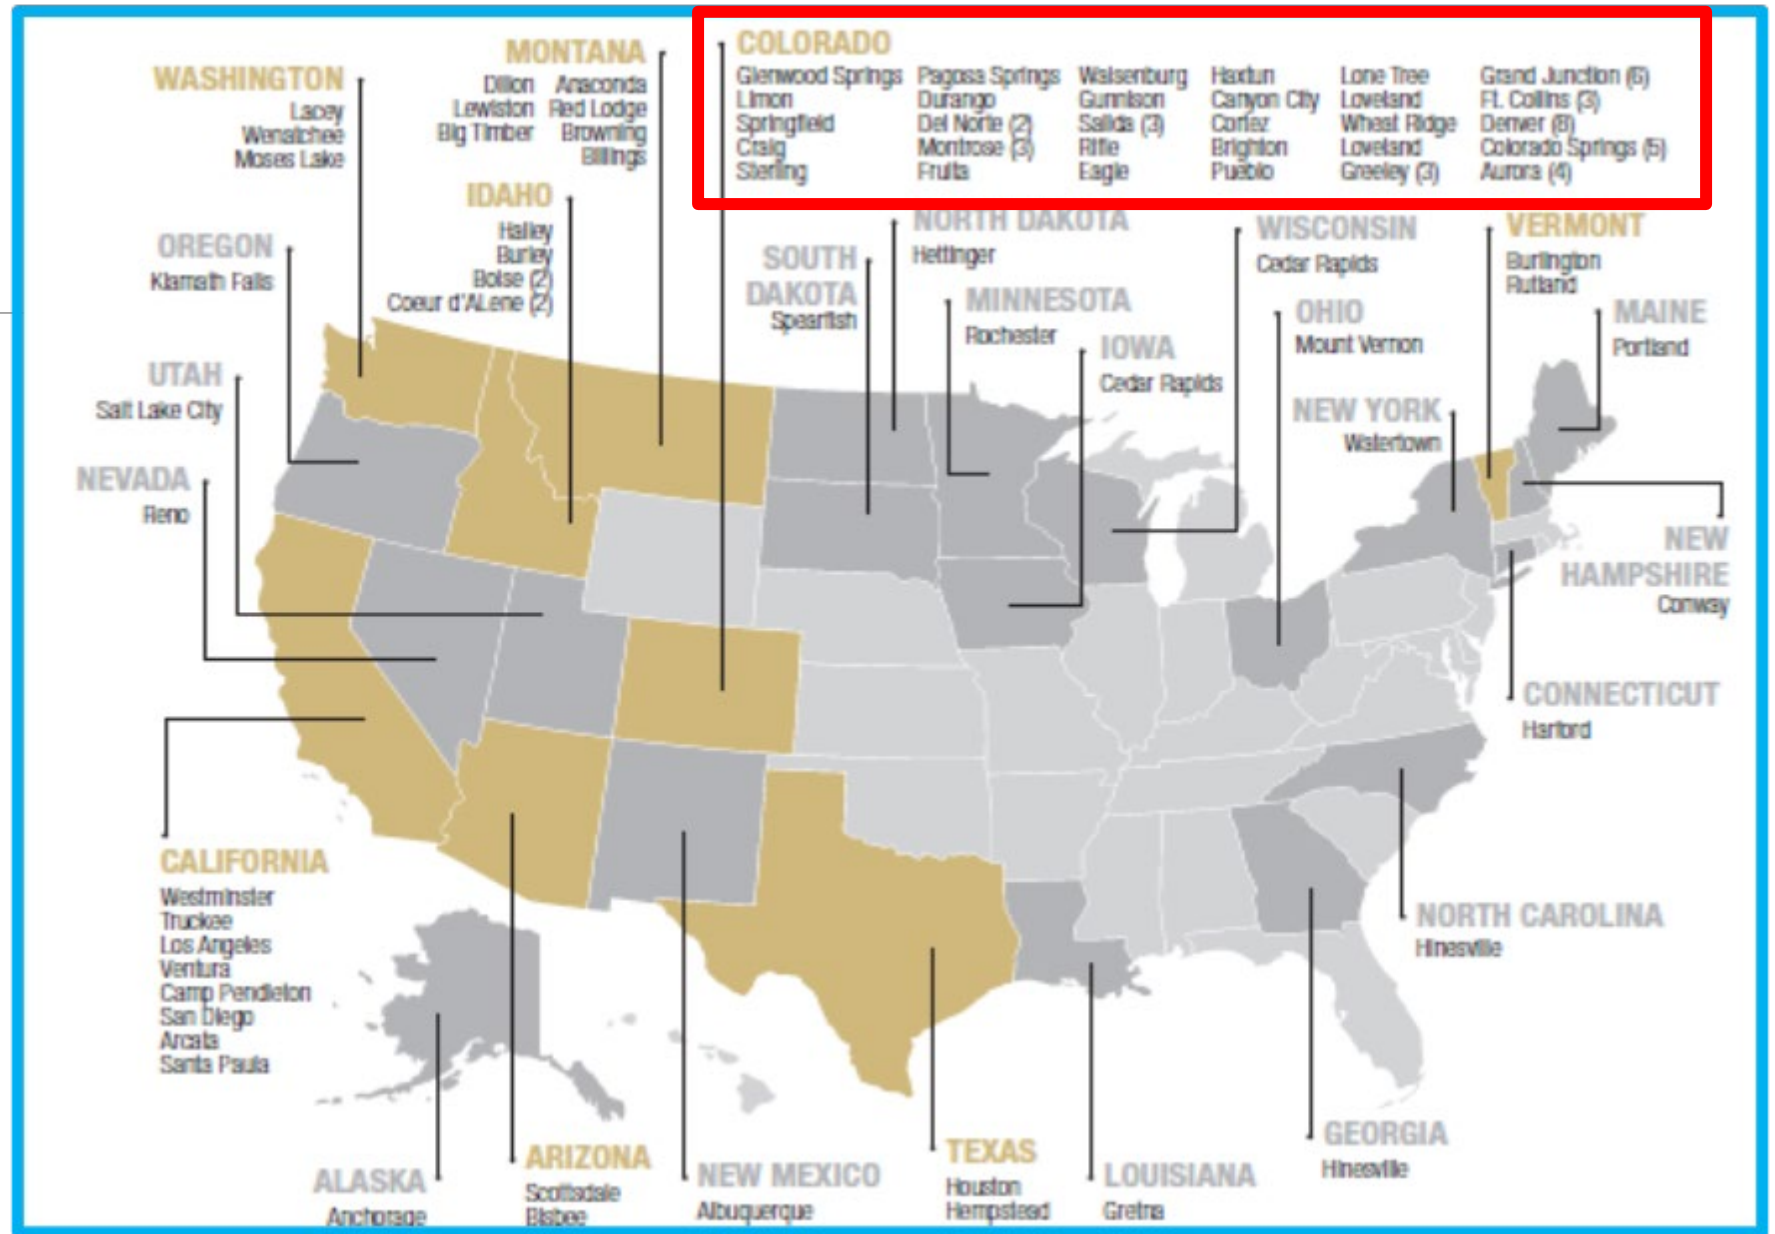 COLORADO
Glenwood Springs Pagosa Springs Walsenburg Haxtun Lone Tree Grand Junction (6)
Limon Durango Gunnison Canyon City Loveland Ft. Collins (3)
Springfield Del Norte (2) Salida (3) Cortez Wheat Ridge Denver (8)
Craig Montrose (3) Rifle Brighton Loveland Colorado Springs (5)
Sterling Fruita Eagle Pueblo Greeley (3) Aurora (4)
MONTANA
Dillon Anaconda
Lewiston Red Lodge
Big Timber Browning
Billings
WASHINGTON
Lacey
Wenatchee
Moses Lake
IDAHO
Hailey
Burley
Boise (2)
Coeur d'ALene (2)
OREGON
Klamath Falls
UTAH
Salt Lake City
NEVADA
Reno
NORTH DAKOTA
Hettinger
SOUTH
DAKOTA
Spearfish
MINNESOTA
Rochester
IOWA
Cedar Rapids
WISCONSIN
Cedar Rapids
OHIO
Mount Vernon
VERMONT
Burlington
Rutland
MAINE
Portland
NEW YORK
Watertown
NEW
HAMPSHIRE
Conway
CONNECTICUT
Harford
NORTH CAROLINA
Hinesville
GEORGIA
Hinesville
CALIFORNIA
Westminster
Truckee
Los Angeles
Ventura
Camp Pendleton
San Diego
Arcata
Santa Paula
ALASKA
Anchorage
ARIZONA
Scottsdale
Bisbee
NEW MEXICO
Albuquerque
TEXAS
Houston
Hempstead
LOUISIANA
Gretna